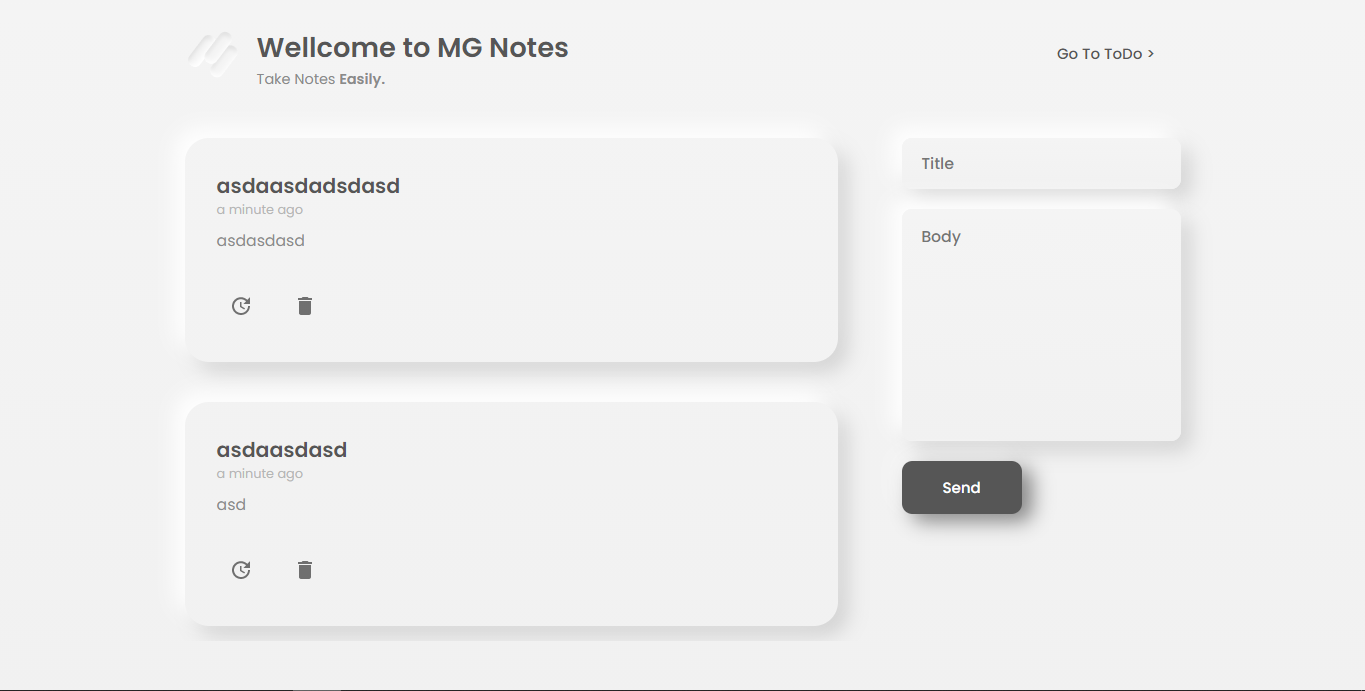 Wellcome to MG Notes
Take Notes Easily.
Go To ToDo >
asdaasdadsdasd
a minute ago
asdasdasd
asdaasdasd
a minute ago
asd
Title
Body
Send